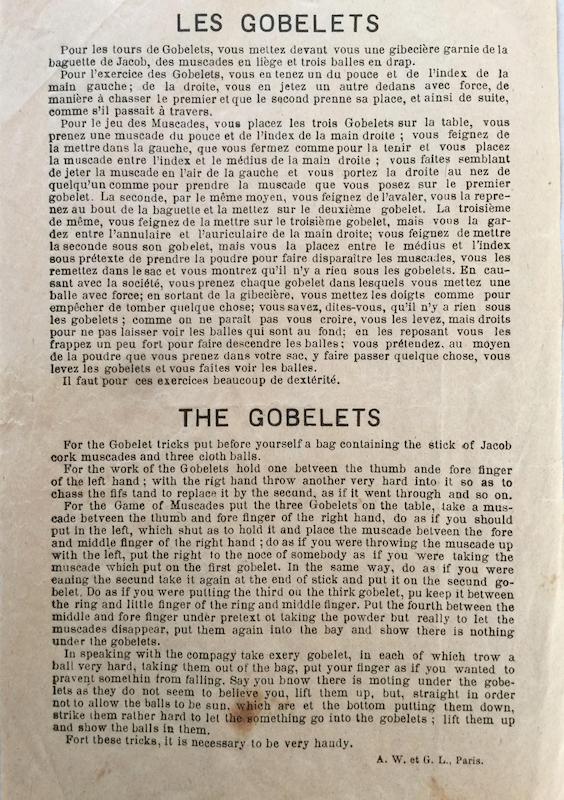 LES GOBELETS
Pour les tours de Gobelets, vous mettez devant vous une gibecière garnie de la
baguette de Jacob, des muscades en liège et trois balles en drap.
Pour l'exercice des Gobelets, vous en tenez un du pouce et de l'index de la
main gauche; de la droite, vous en jetez un autre dedans avec force, de
manière à chasser le premier et que le second prenne sa place, et ainsi de suite,
comme s'il passait à travers.
Pour le jeu des Muscades, vous placez les trois Gobelets sur la table, vous
prenez une muscade du pouce et de l'index de la main droite ; vous feignez de
la mettre dans la gauche, que vous fermez comme pour la tenir et vous placez
la muscade entre l'index et le médius de la main droite ; vous faites semblant
de jeter la muscade en l'air de la gauche et vous portez la droite au nez de
quelqu'un comme pour prendre la muscade que vous posez sur le premier
gobelet. La seconde, par le même moyen, vous feignez de l'avaler, vous la repre-
nez au bout de la baguette et la mettez sur le deuxième gobelet. La troisième
de même, vous feignez de la mettre sur le troisième gobelet, mais vous la gar-
dez entre l'annulaire et l'auriculaire de la main droite; vous feignez de mettre
la seconde sous son gobelet, mais vous la placez entre le médius et l'index
sous prétexte de prendre la poudre pour faire disparaître les muscades, vous les
remettez dans le sac et vous montrez qu'il n'y a rien sous les gobelets. En cau-
sant avec la société, vous prenez chaque gobelet dans lesquels vous mettez une
balle avec force; en sortant de la gibecière, vous mettez les doigts comme pour
empêcher de tomber quelque chose; vous savez, dites-vous, qu'il n'y a rien sous
les gobelets ; comme on ne paraît pas vous croire, vous les levez, mais droits
pour ne pas laisser voir les balles qui sont au fond; en les reposant vous les
frappez un peu fort pour faire descendre les balles ; vous prétendez, au moyen
de la poudre que vous prenez dans votre sac, y faire passer quelque chose, vous
levez les gobelets et vous faites voir les balles.
Il faut pour ces exercices beaucoup de dextérité.
THE GOBELETS
For the Gobelet tricks put before yourself a bag containing the stick of Jacob
cork muscades and three cloth balls.
For the work of the Gobelets hold one between the thumb ande fore finger
of the left hand ; with the rigt hand throw another very hard into it so as to
chass the fifs tand to replace it by the secund, as if it went through and so on.
For the Game of Muscades put the three Gobelets on the table, take a mus-
cade between the thumb and fore finger of the right hand, do as if you should
put in the left, which shut as to hold it and place the muscade between the fore
and middle finger of the right hand ; do as if you were throwing the muscade up
with the left, put the right to the noce of somebody as if you were taking the
muscade which put on the first gobelet. In the same way, do as if you were
eading the secund take it again at the end of stick and put it on the secund go-
belet. Do as if you were putting the third ou the thirk gobelet, pu keep it between
the ring and little finger of the ring and middle finger. Put the fourth between the
middle and fore finger under pretext ot taking the powder but really to let the
muscades disappear, put them again into the bay and show there is nothing
under the gobelets.
In speaking with the compagy take exery gobelet, in each of which trow a
ball very hard, taking them out of the bag, put your finger as if you wanted to
pravent somethin from falling. Say you bnow there is moting under the gobe-
lets as they do not seem to believe you, lift them up, but, straight in order
not to allow the balls to be sun, which are et the bottom putting them down,
strike them rather hard to let the something go into the gobelets ; lift them up
and show the balls in them.
Fort these tricks, it is necessary to be very handy.
A. W. et G. L., Paris.